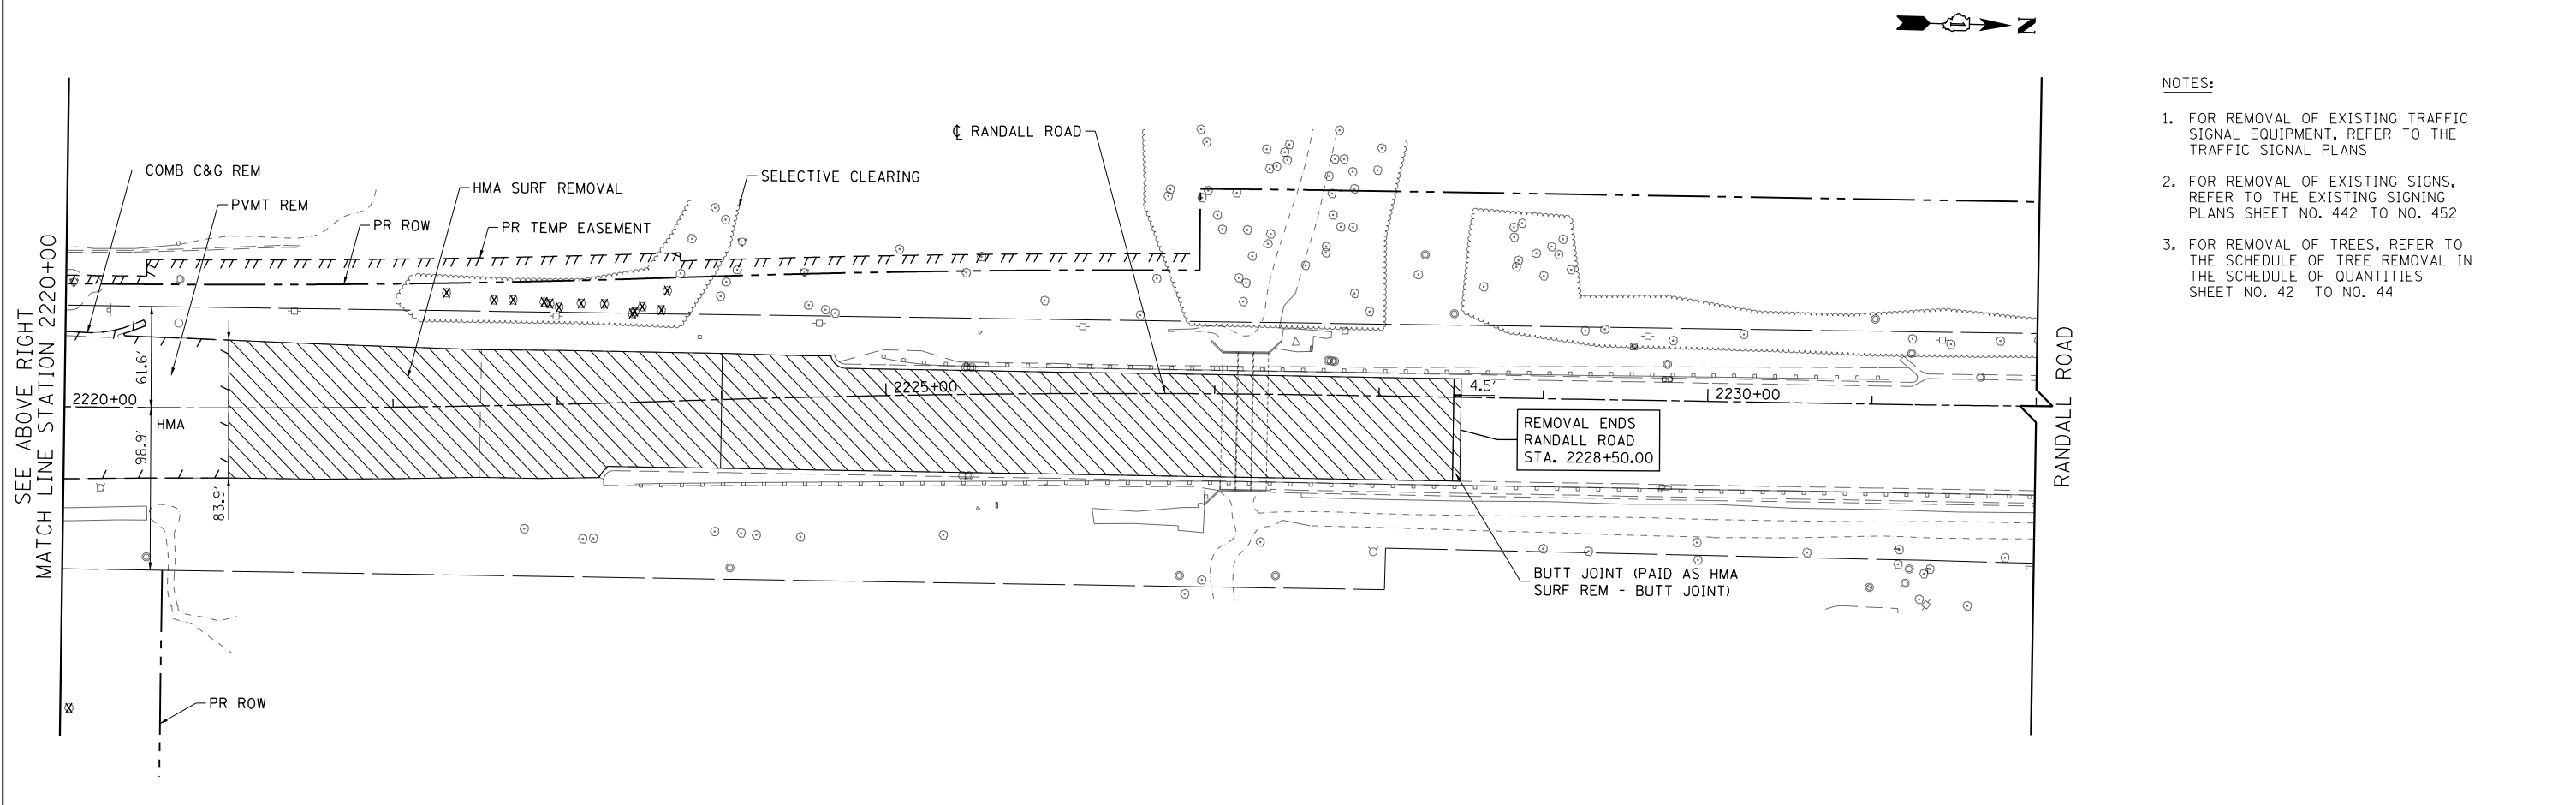 N
NOTES:
1. FOR REMOVAL OF EXISTING TRAFFIC
SIGNAL EQUIPMENT, REFER TO THE
TRAFFIC SIGNAL PLANS
2. FOR REMOVAL OF EXISTING SIGNS,
REFER TO THE EXISTING SIGNING
PLANS SHEET NO. 442 TO NO. 452
3. FOR REMOVAL OF TREES, REFER TO
THE SCHEDULE OF TREE REMOVAL IN
THE SCHEDULE OF QUANTITIES
SHEET NO. 42 TO NO. 44
℄ RANDALL ROAD
COMB C&G REM
PVMT REM
HMA SURF REMOVAL
SELECTIVE CLEARING
PR ROW
PR TEMP EASEMENT
SEE ABOVE RIGHT
MATCH LINE STATION 2220+00
61.6'
2220+00
HMA
98.9'
83.9'
2225+00
4.5'
2230+00
REMOVAL ENDS
RANDALL ROAD
STA. 2228+50.00
BUTT JOINT (PAID AS HMA
SURF REM - BUTT JOINT)
PR ROW
RANDALL ROAD